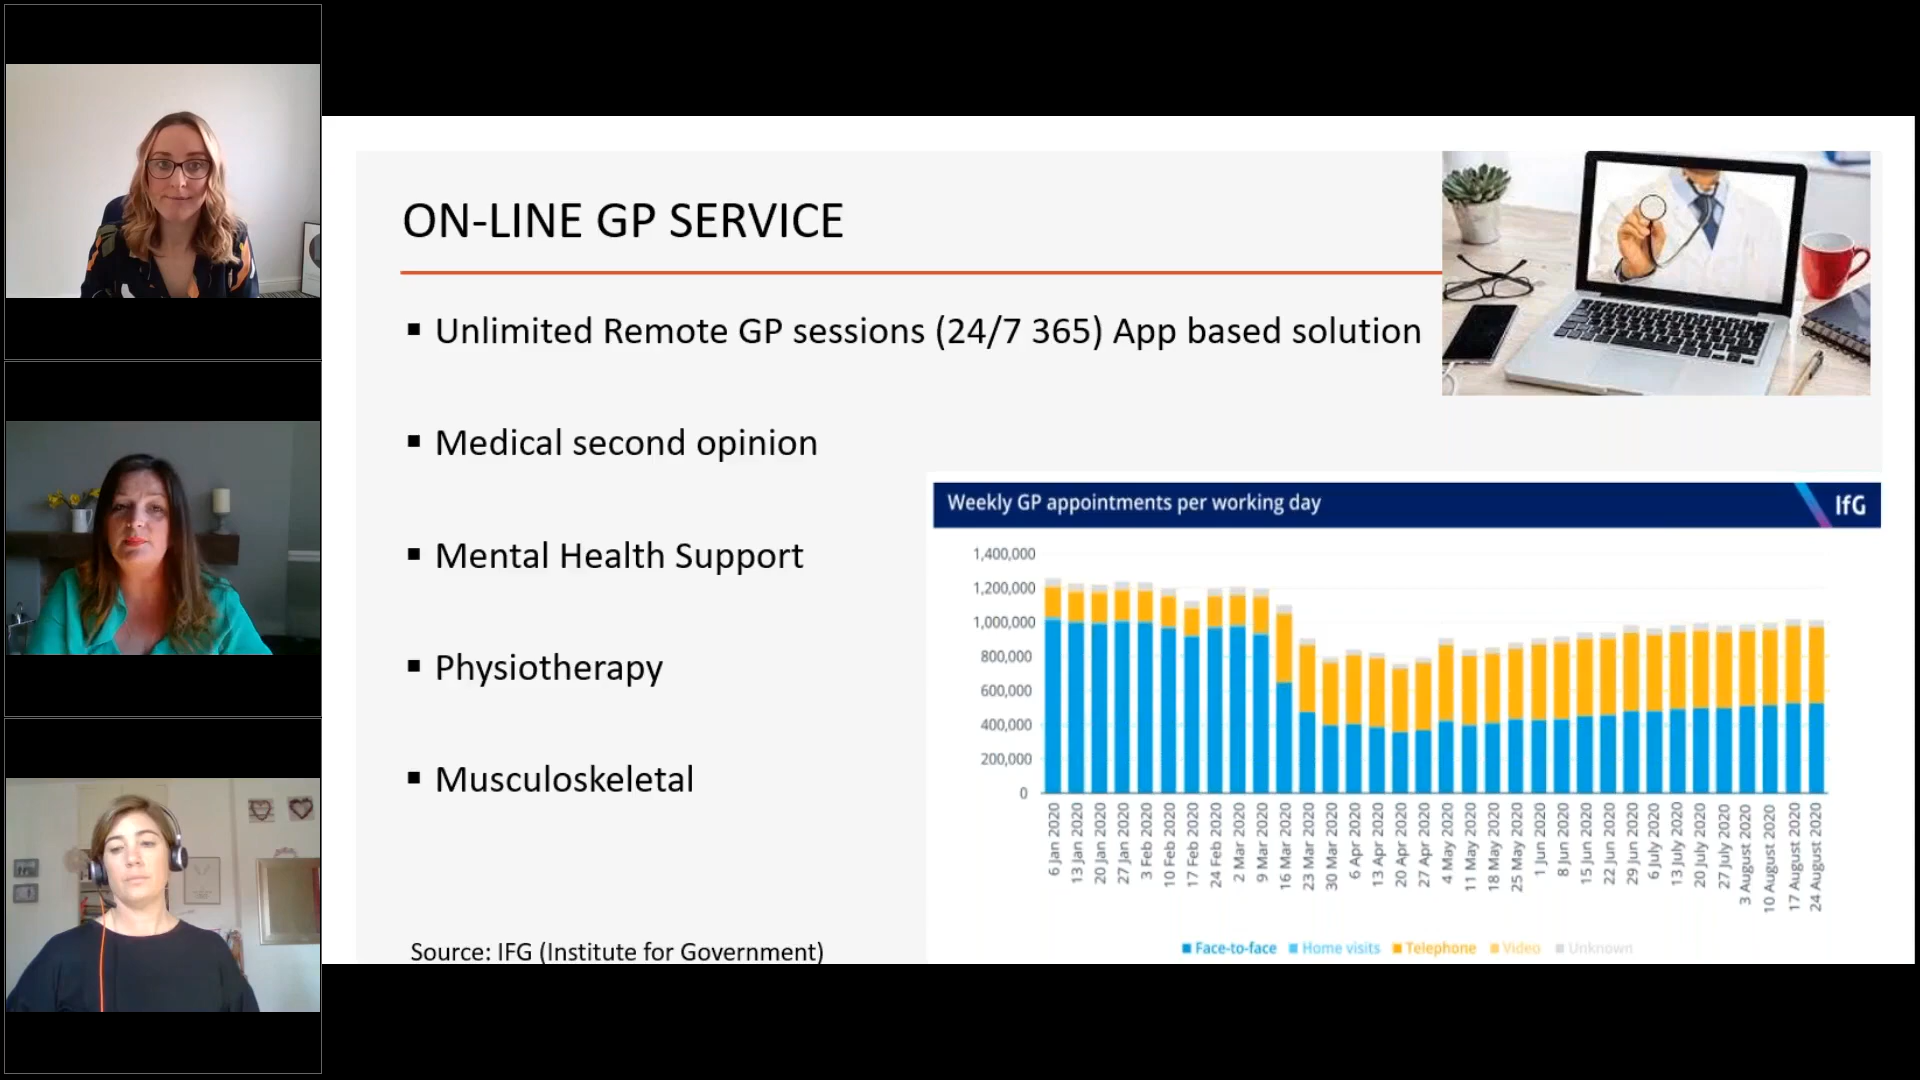 ON-LINE GP SERVICE
▪ Unlimited Remote GP sessions (24/7 365) App based solution
▪ Medical second opinion
▪ Mental Health Support
▪ Physiotherapy
▪ Musculoskeletal
Source: IFG (Institute for Government)
Weekly GP appointments per working day
IfG
1,400,000
1,200,000
1,000,000
800,000
600,000
400,000
200,000
0
6 Jan 2020
13 Jan 2020
20 Jan 2020
27 Jan 2020
3 Feb 2020
10 Feb 2020
17 Feb 2020
24 Feb 2020
2 Mar 2020
9 Mar 2020
16 Mar 2020
23 Mar 2020
30 Mar 2020
6 Apr 2020
13 Apr 2020
20 Apr 2020
27 Apr 2020
4 May 2020
11 May 2020
18 May 2020
25 May 2020
1 Jun 2020
8 Jun 2020
15 Jun 2020
22 Jun 2020
29 Jun 2020
6 July 2020
13 July 2020
20 July 2020
27 July 2020
3 August 2020
10 August 2020
17 August 2020
24 August 2020
Face-to-face Home visits Telephone Video Unknown